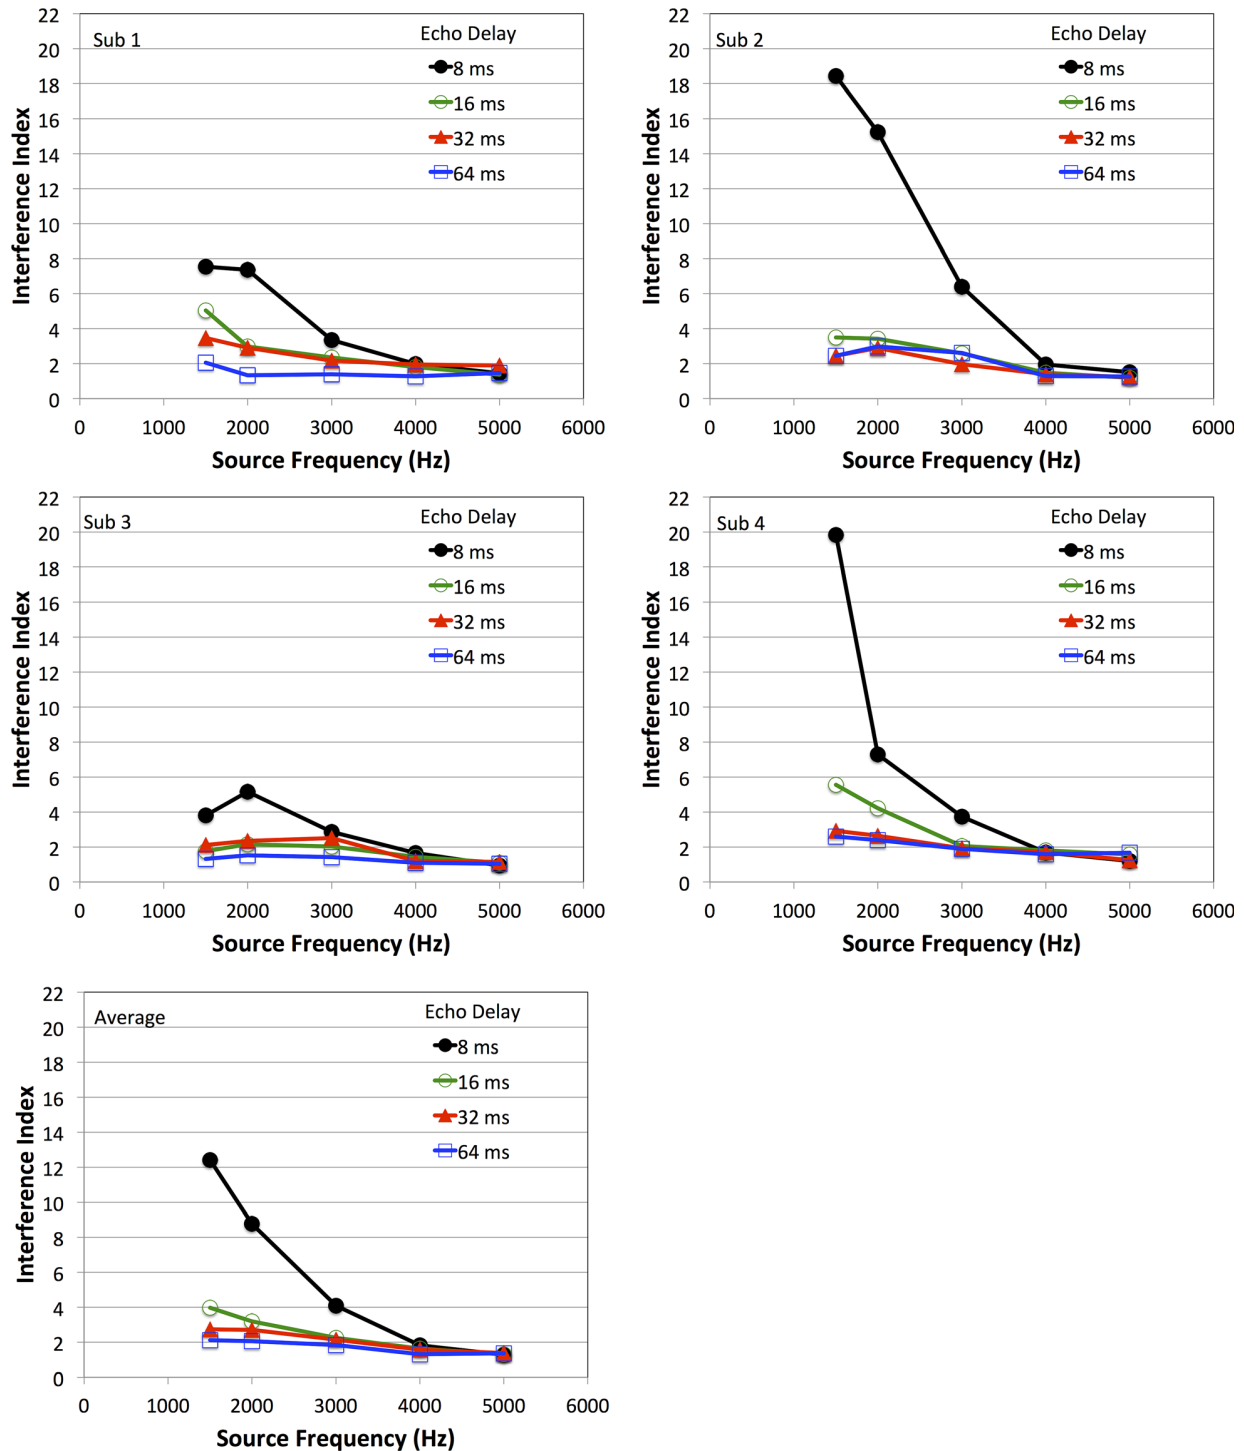 Sub 1
Echo Delay
8 ms
16 ms
32 ms
64 ms
Interference Index
22
20
18
16
14
12
10
8
6
4
2
0
0 1000 2000 3000 4000 5000 6000
Source Frequency (Hz)
Sub 2
Echo Delay
8 ms
16 ms
32 ms
64 ms
Interference Index
22
20
18
16
14
12
10
8
6
4
2
0
0 1000 2000 3000 4000 5000 6000
Source Frequency (Hz)
Sub 3
Echo Delay
8 ms
16 ms
32 ms
64 ms
Interference Index
22
20
18
16
14
12
10
8
6
4
2
0
0 1000 2000 3000 4000 5000 6000
Source Frequency (Hz)
Sub 4
Echo Delay
8 ms
16 ms
32 ms
64 ms
Interference Index
22
20
18
16
14
12
10
8
6
4
2
0
0 1000 2000 3000 4000 5000 6000
Source Frequency (Hz)
Average
Echo Delay
8 ms
16 ms
32 ms
64 ms
Interference Index
22
20
18
16
14
12
10
8
6
4
2
0
0 1000 2000 3000 4000 5000 6000
Source Frequency (Hz)